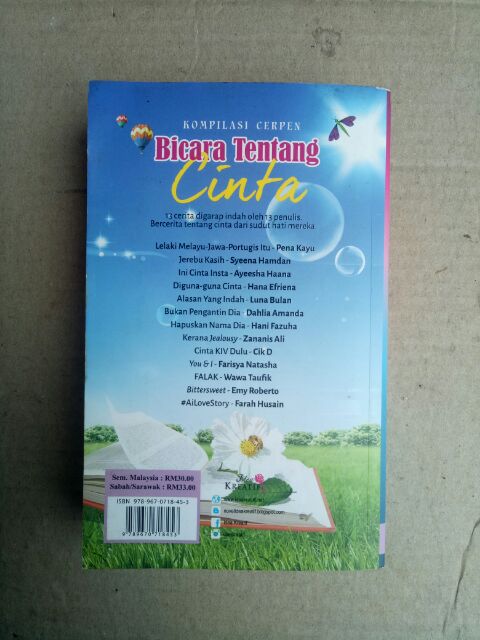 KOMPILASI CERPEN
Bicara Tentang
Cinta
13 cerita digarap indah oleh 13 penulis.
Bercerita tentang cinta dari sudut hati mereka.
Lelaki Melayu-Jawa-Portugis Itu - Pena Kayu
Jerebu Kasih - Syeena Hamdan
Ini Cinta Insta - Ayeesha Haana
Diguna-guna Cinta - Hana Efriena
Alasan Yang Indah - Luna Bulan
Bukan Pengantin Dia - Dahlia Amanda
Hapuskan Nama Dia - Hani Fazuha
Kerana Jealousy - Zananis Ali
Cinta KIV Dulu - Cik D
You & I - Farisya Natasha
FALAK - Wawa Taufik
Bittersweet - Emy Roberto
#AiLoveStory - Farah Husain
KREATIF
Sem. Malaysia : RM30.00
Sabah/Sarawak : RM33.00
ISBN 978-967-0718-45-3
9 789670 718453